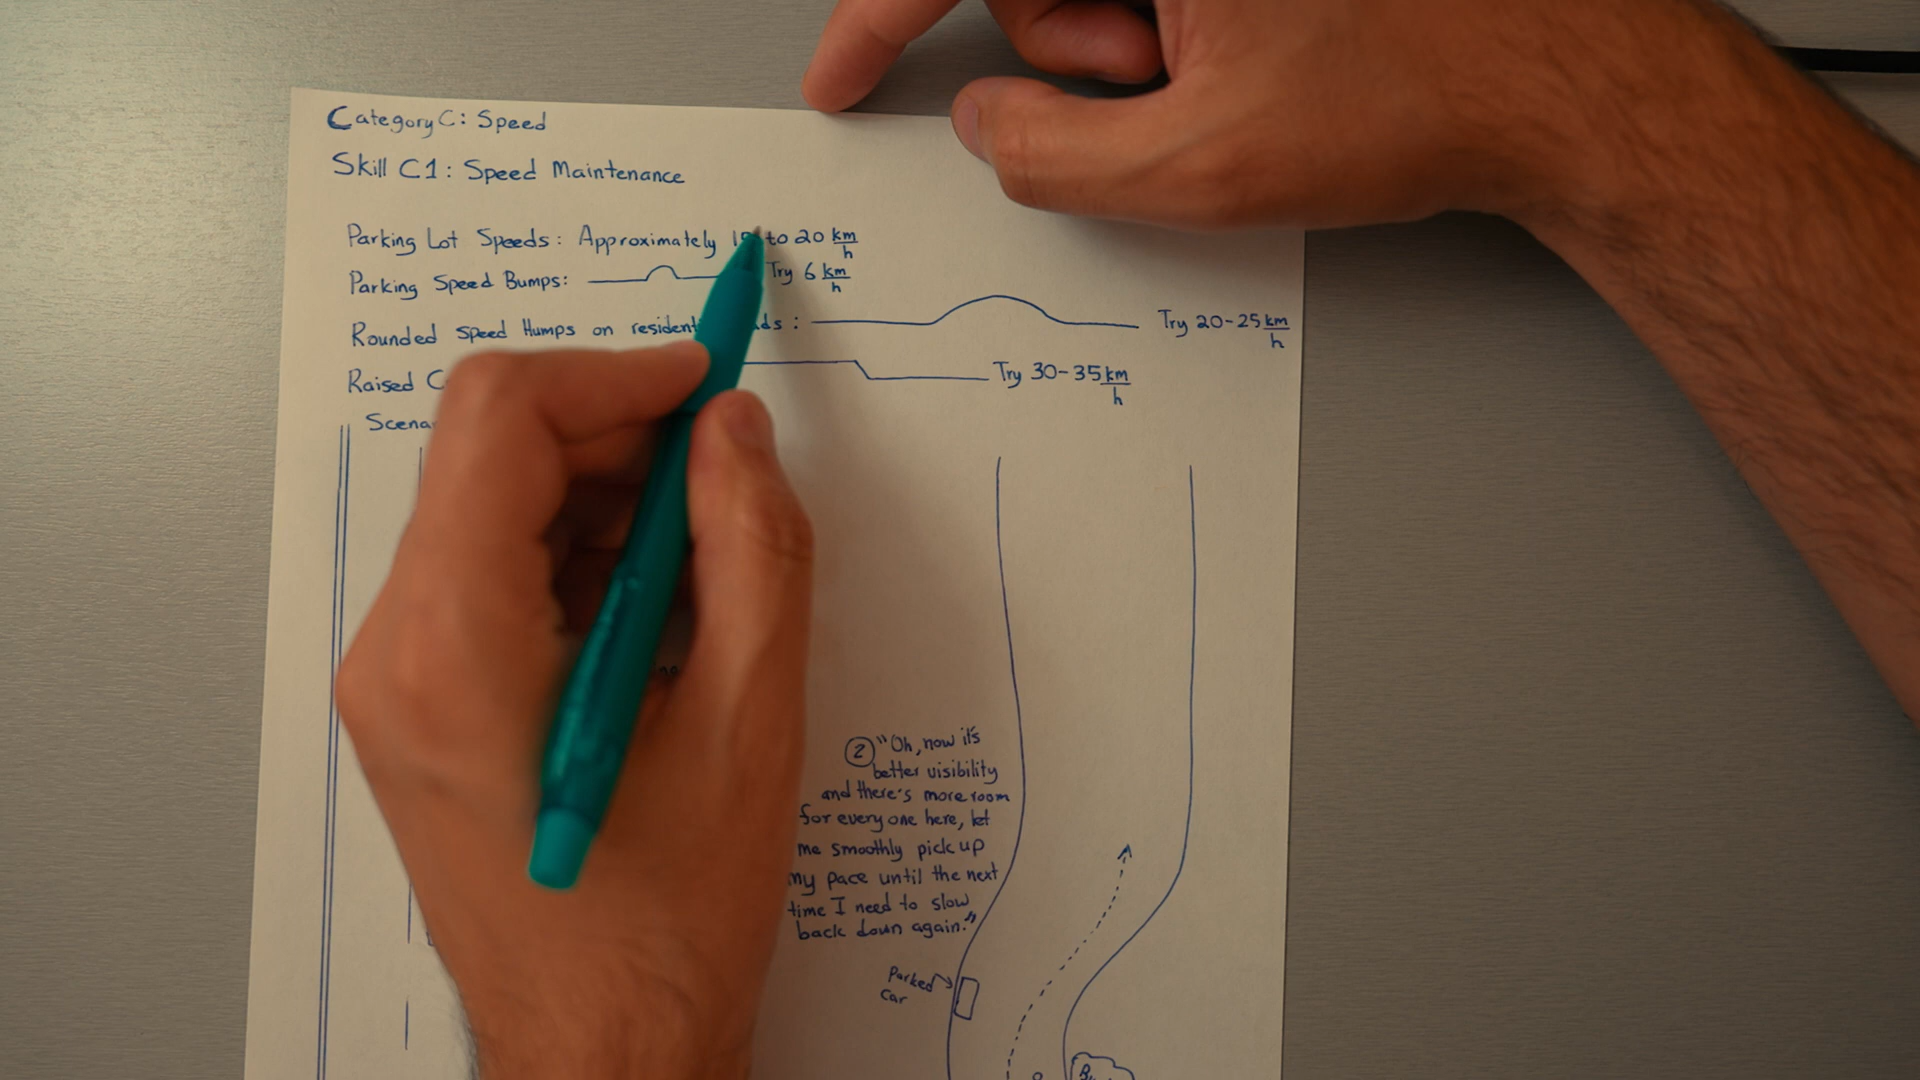 Category C: Speed
Skill C1: Speed Maintenance
Parking Lot Speeds: Approximately 15 to 20 km/h
Parking Speed Bumps: Try 6 km/h
Rounded Speed Humps on : Try 20-25 km/h
Raised Try 30-35 km/h
② "Oh, now it's
better visibility
and there's more room
for everyone here, let
me smoothly pick up
my pace until the next
time I need to slow
back down again."
Parked
Car